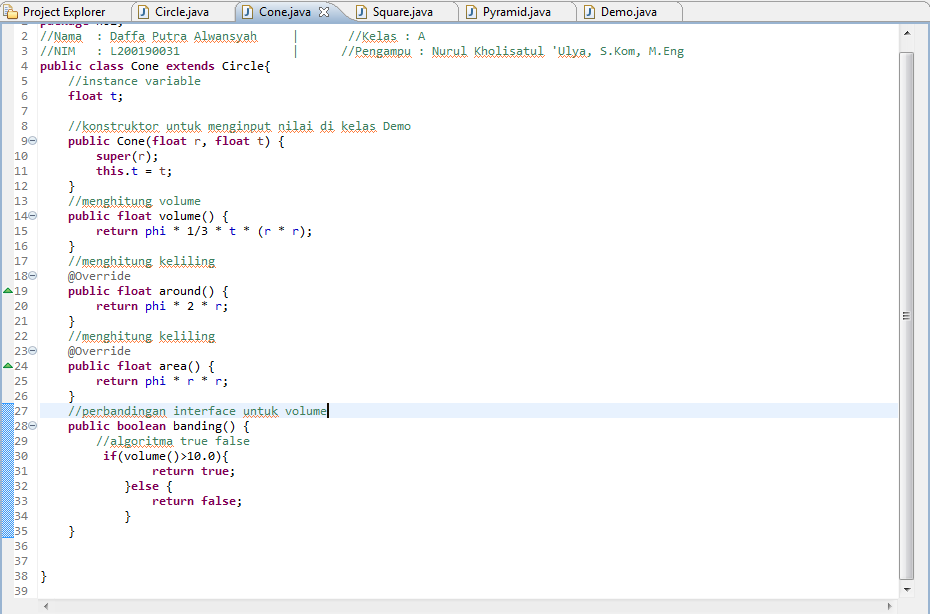 Project Explorer Circle.java Cone.java Square.java Pyramid.java Demo.java
2 //Nama : Daffa Putra Alwansyah | //Kelas : A
3 //NIM : L200190031 | //Pengampu : Nurul Kholisatul 'Ulya, S.Kom, M.Eng
4 public class Cone extends Circle{
5 //instance variable
6 float t;
7
8 //konstruktor untuk menginput nilai di kelas Demo
9 public Cone(float r, float t) {
10 super(r);
11 this.t = t;
12 }
13 //menghitung volume
14 public float volume() {
15 return phi * 1/3 * t * (r * r);
16 }
17 //menghitung keliling
18 @Override
19 public float around() {
20 return phi * 2 * r;
21 }
22 //menghitung keliling
23 @Override
24 public float area() {
25 return phi * r * r;
26 }
27 //perbandingan interface untuk volume
28 public boolean banding() {
29 //algoritma true false
30 if(volume()>10.0){
31 return true;
32 }else {
33 return false;
34 }
35 }
36
37
38 }
39